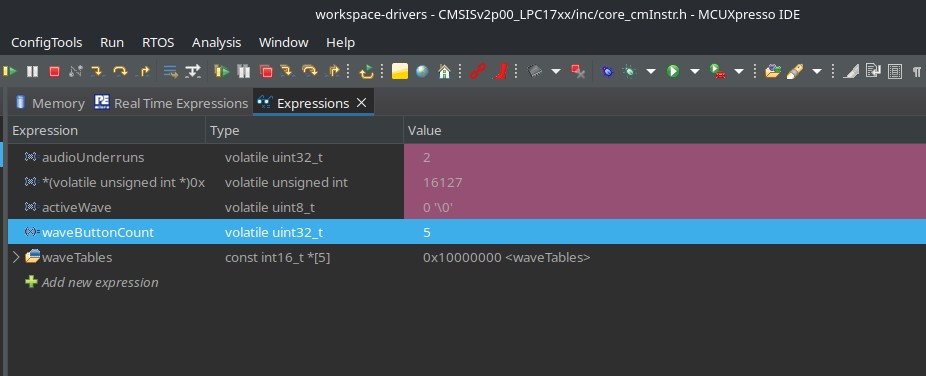 workspace-drivers - CMSISv2p00_LPC17xx/inc/core_cmInstr.h - MCUXpresso IDE
ConfigTools Run RTOS Analysis Window Help
Memory Real Time Expressions Expressions
Expression Type Value
audioUnderruns volatile uint32_t 2
*(volatile unsigned int *)0x volatile unsigned int 16127
activeWave volatile uint8_t 0 '\0'
waveButtonCount volatile uint32_t 5
waveTables const int16_t *[5] 0x10000000 <waveTables>
Add new expression